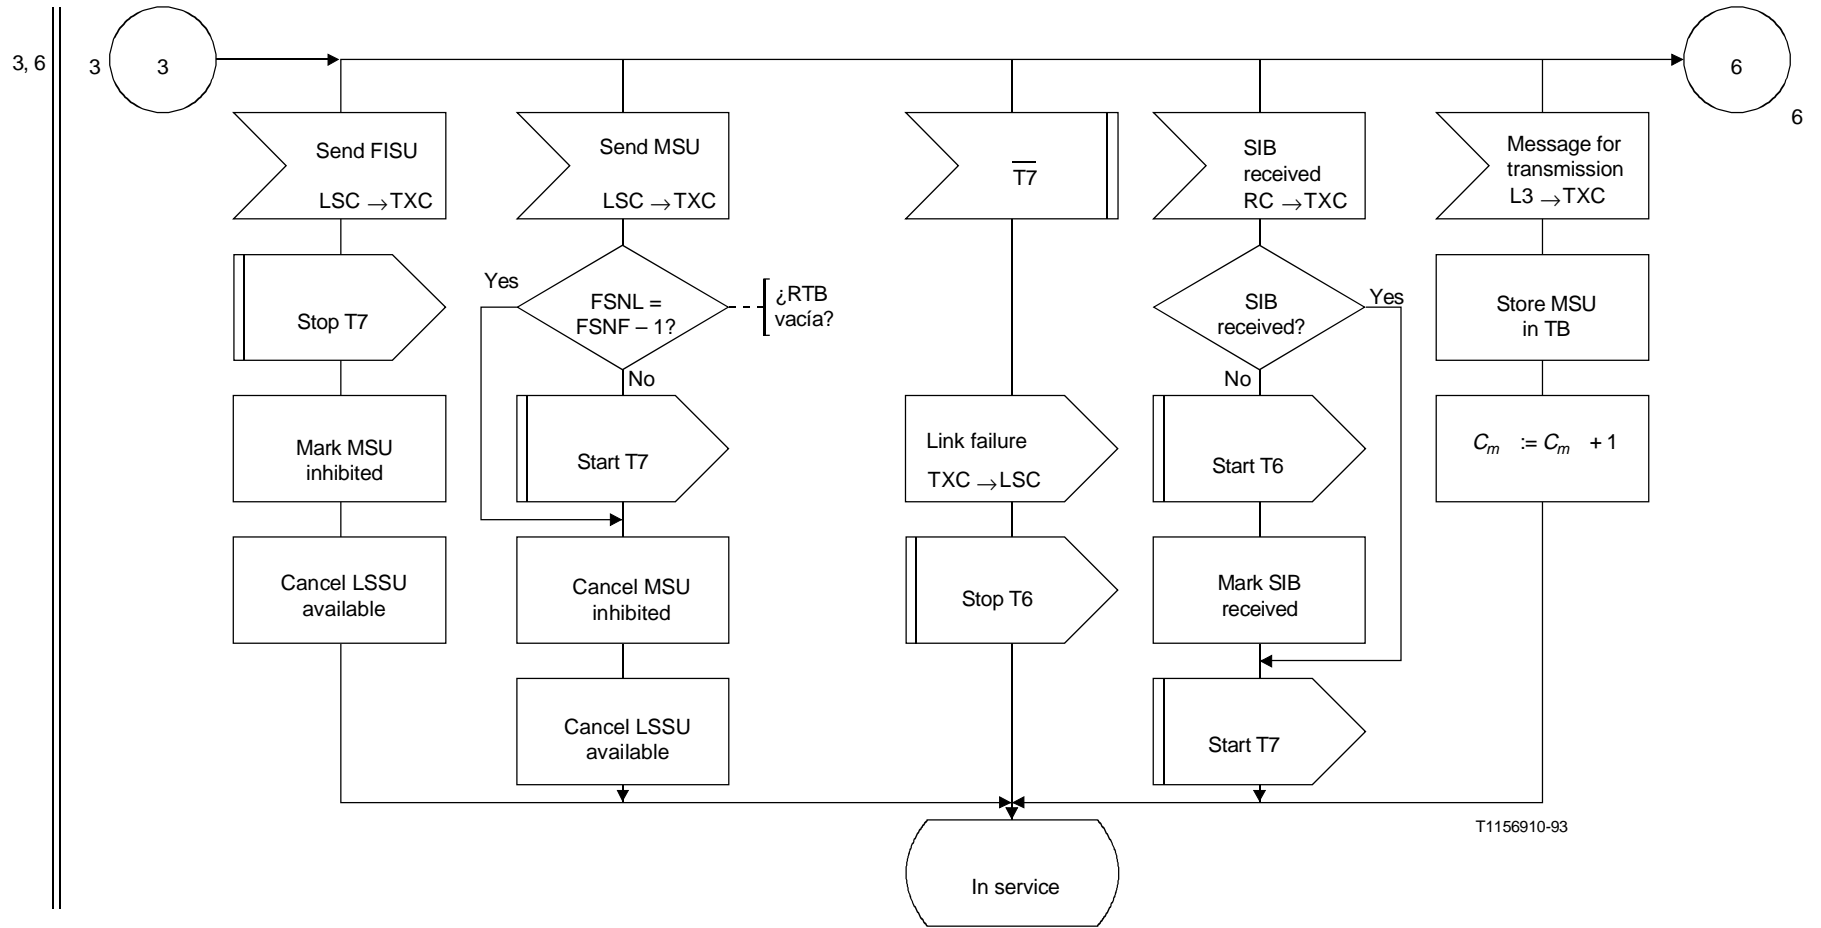 3, 6
3
3
6
6
Send FISU
LSC → TXC
Stop T7
Mark MSU
inhibited
Cancel LSSU
available
Send MSU
LSC → TXC
Yes
FSNL =
FSNF – 1?
¿RTB
vacía?
No
Start T7
Cancel MSU
inhibited
Cancel LSSU
available
T7
Link failure
TXC → LSC
Stop T6
SIB
received
RC → TXC
SIB
received?
Yes
No
Start T6
Mark SIB
received
Start T7
Message for
transmission
L3 → TXC
Store MSU
in TB
Cm := Cm + 1
T1156910-93
In service